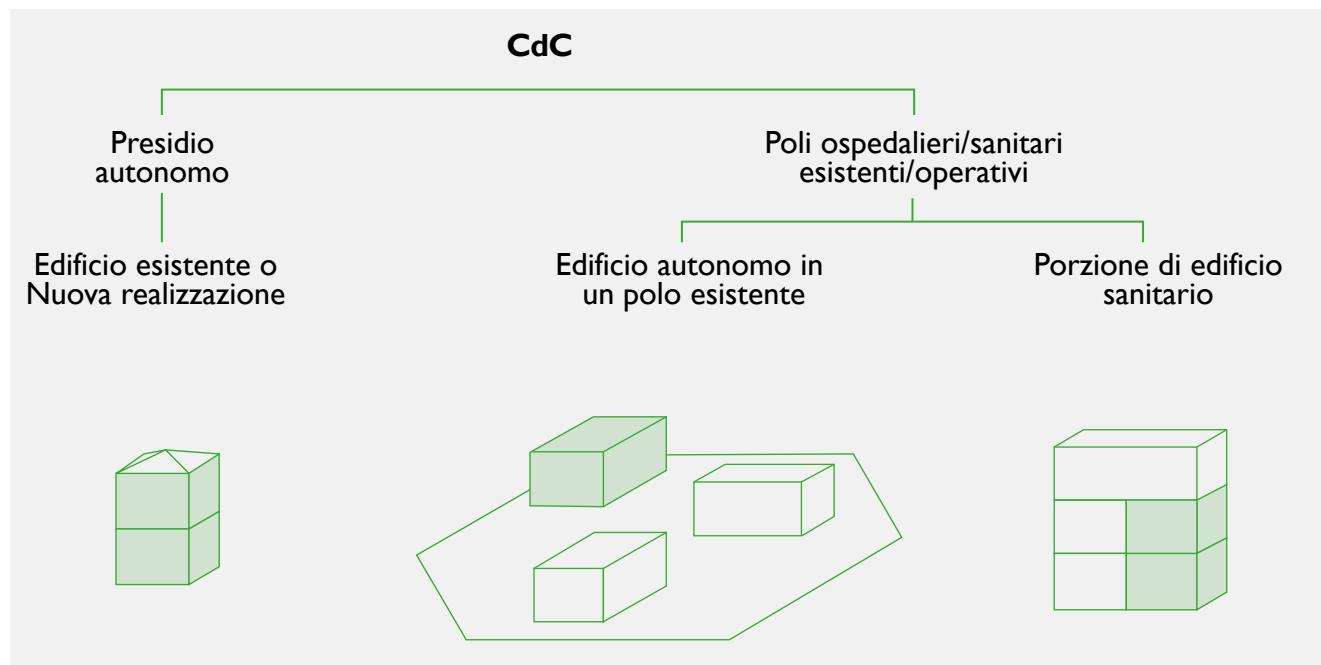 CdC
Presidio
autonomo
Poli ospedalieri/sanitari
esistenti/operativi
Edificio esistente o
Nuova realizzazione
Edificio autonomo in
un polo esistente
Porzione di edificio
sanitario